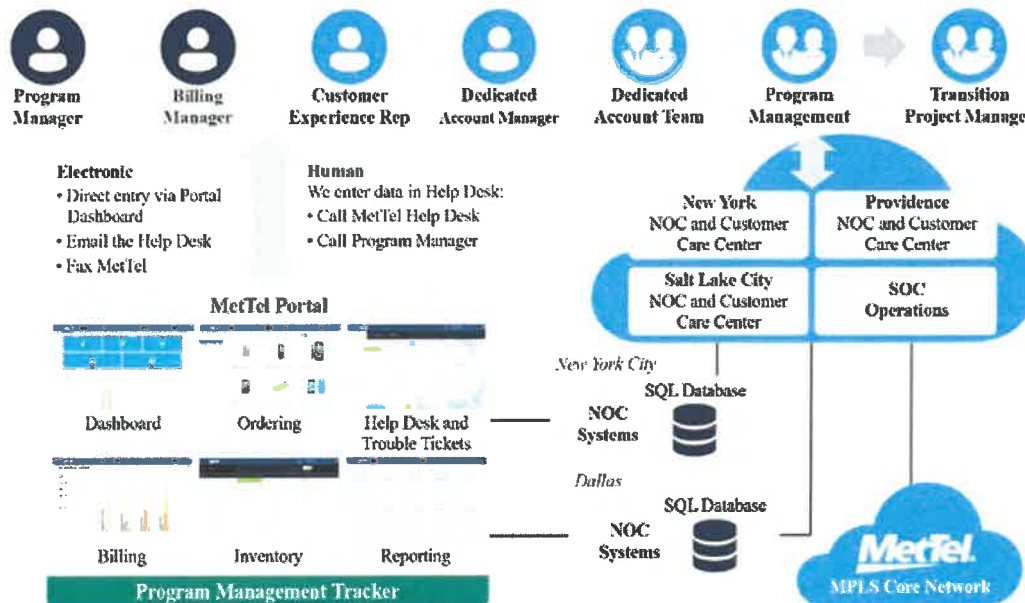 Program
Manager
Billing
Manager
Customer
Experience Rep
Dedicated
Account Manager
Dedicated
Account Team
Program
Management
Transition
Project Manage
Electronic
• Direct entry via Portal
Dashboard
• Email the Help Desk
• Fax MetTel
Human
We enter data in Help Desk:
• Call MetTel Help Desk
• Call Program Manager
New York
NOC and Customer
Care Center
Providence
NOC and Customer
Care Center
Salt Lake City
NOC and Customer
Care Center
SOC
Operations
MetTel Portal
Dashboard
Ordering
Help Desk and
Trouble Tickets
Billing
Inventory
Reporting
Program Management Tracker
New York City
SQL Database
NOC
Systems
Dallas
SQL Database
NOC
Systems
MetTel.
MPLS Core Network